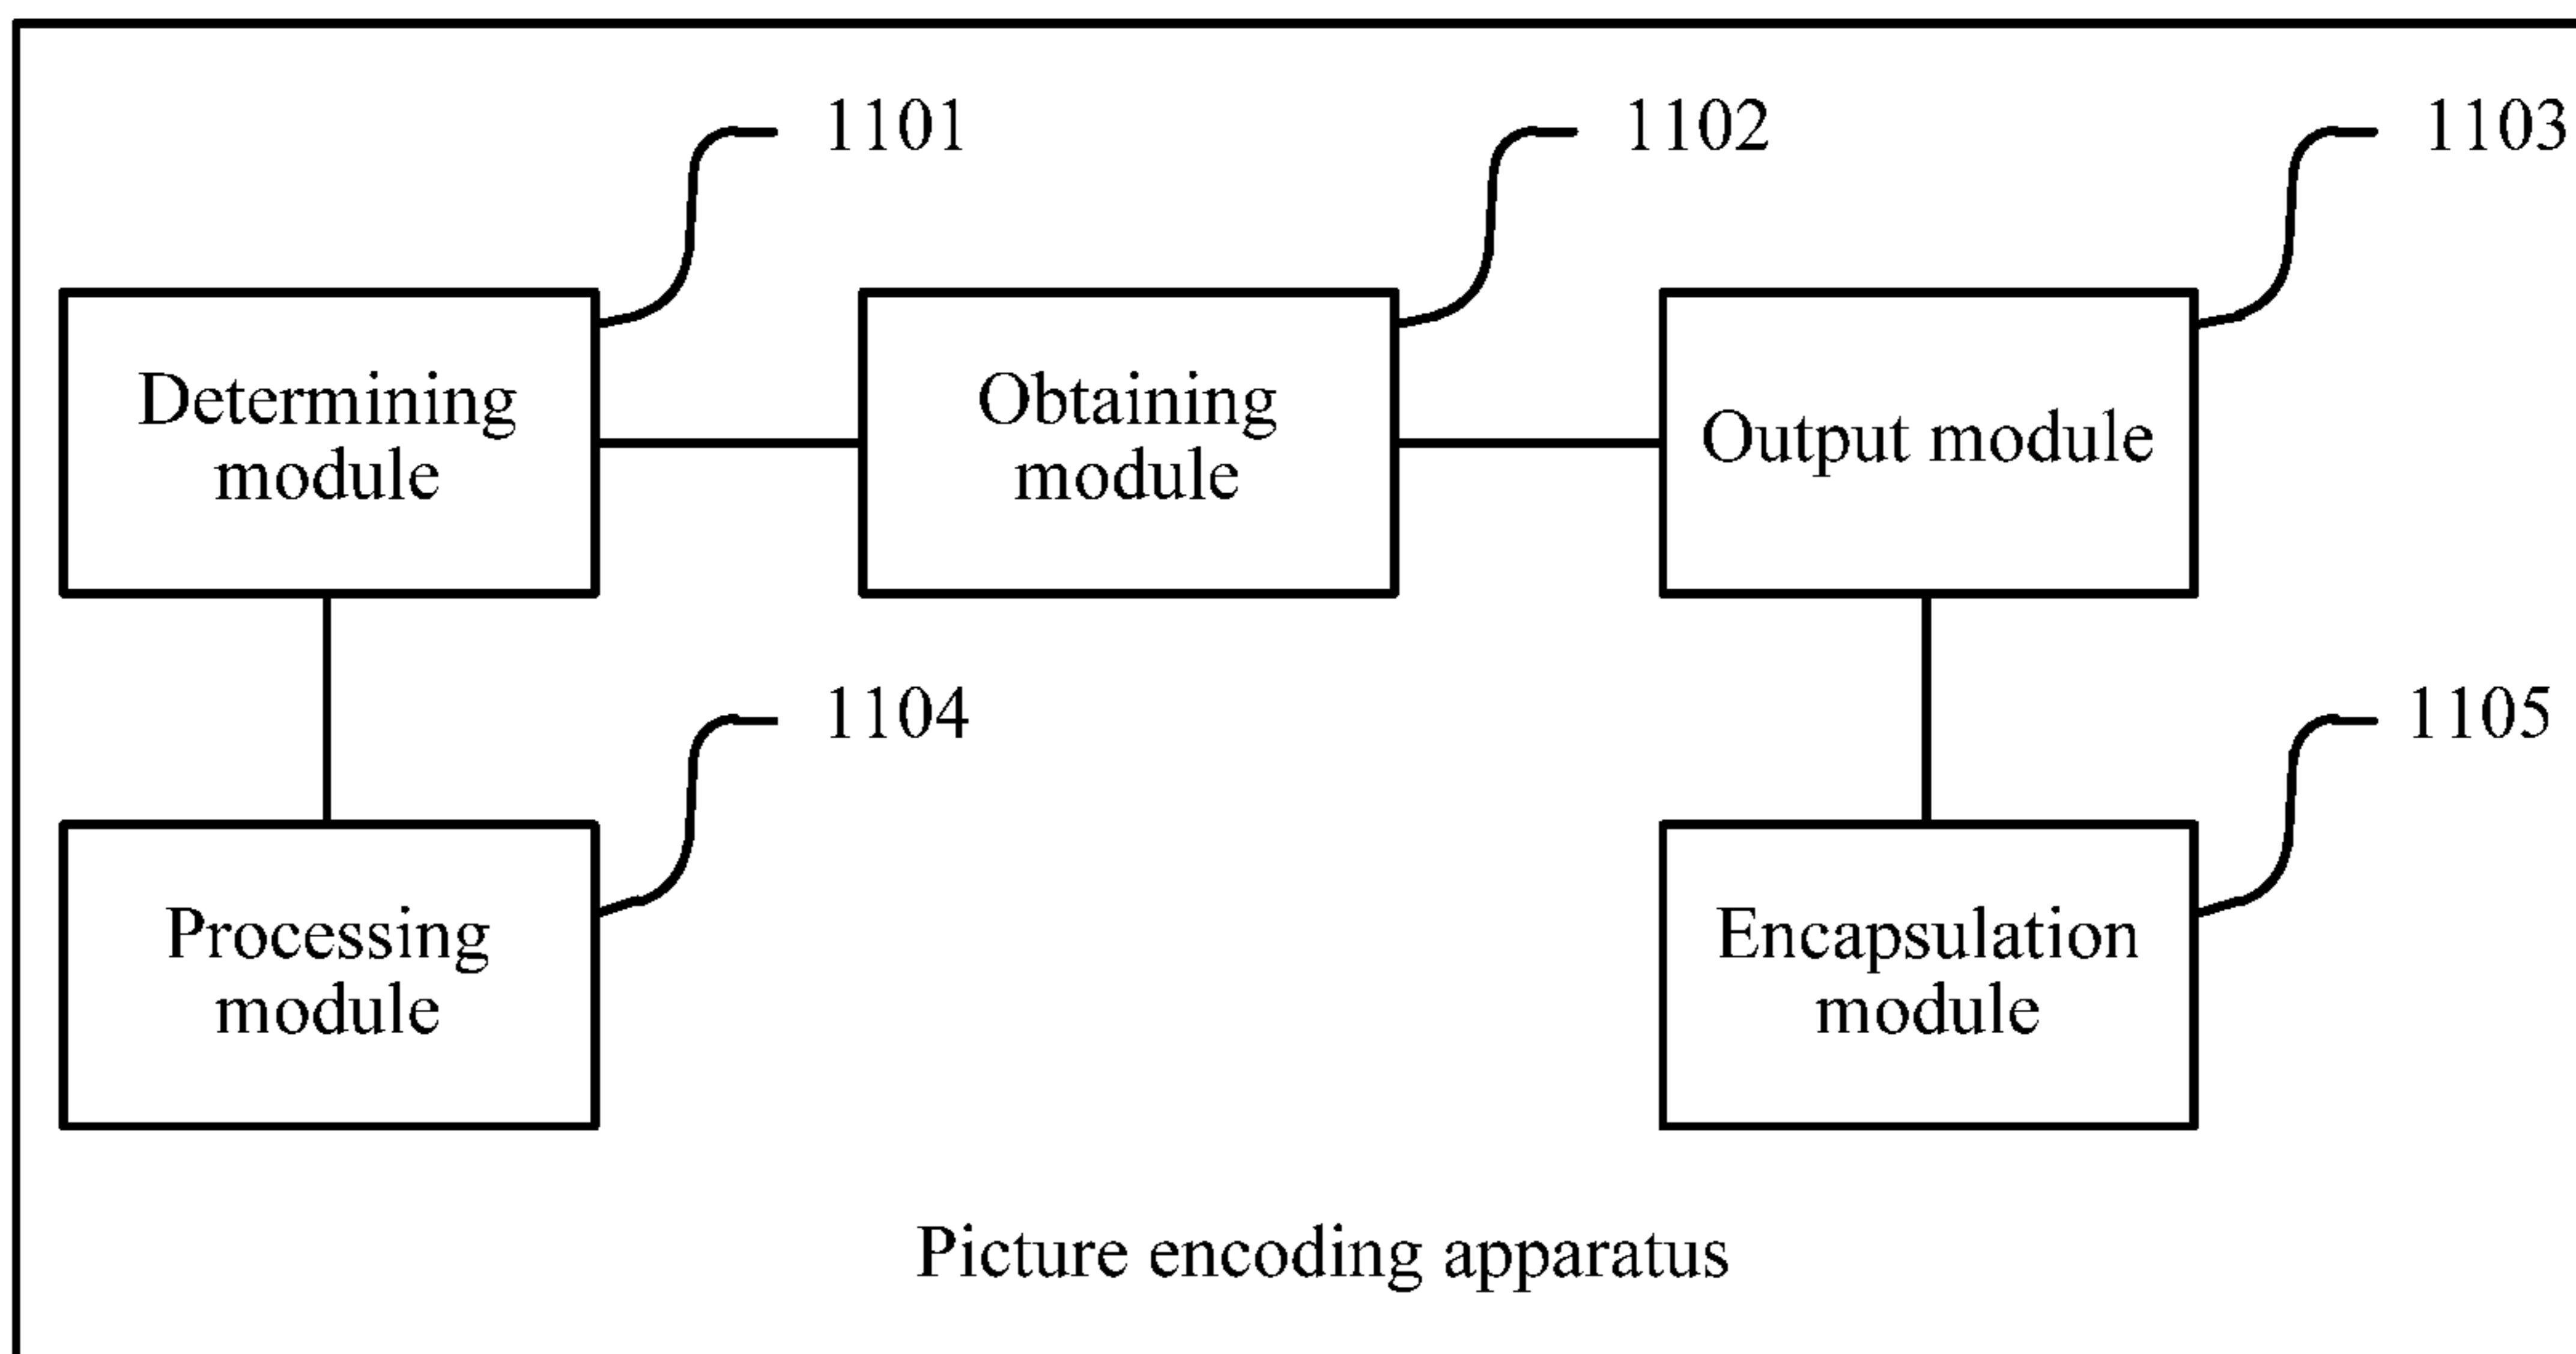 1101
1102
1103
Determining
module
Obtaining
module
Output module
1104
1105
Processing
module
Encapsulation
module
Picture encoding apparatus